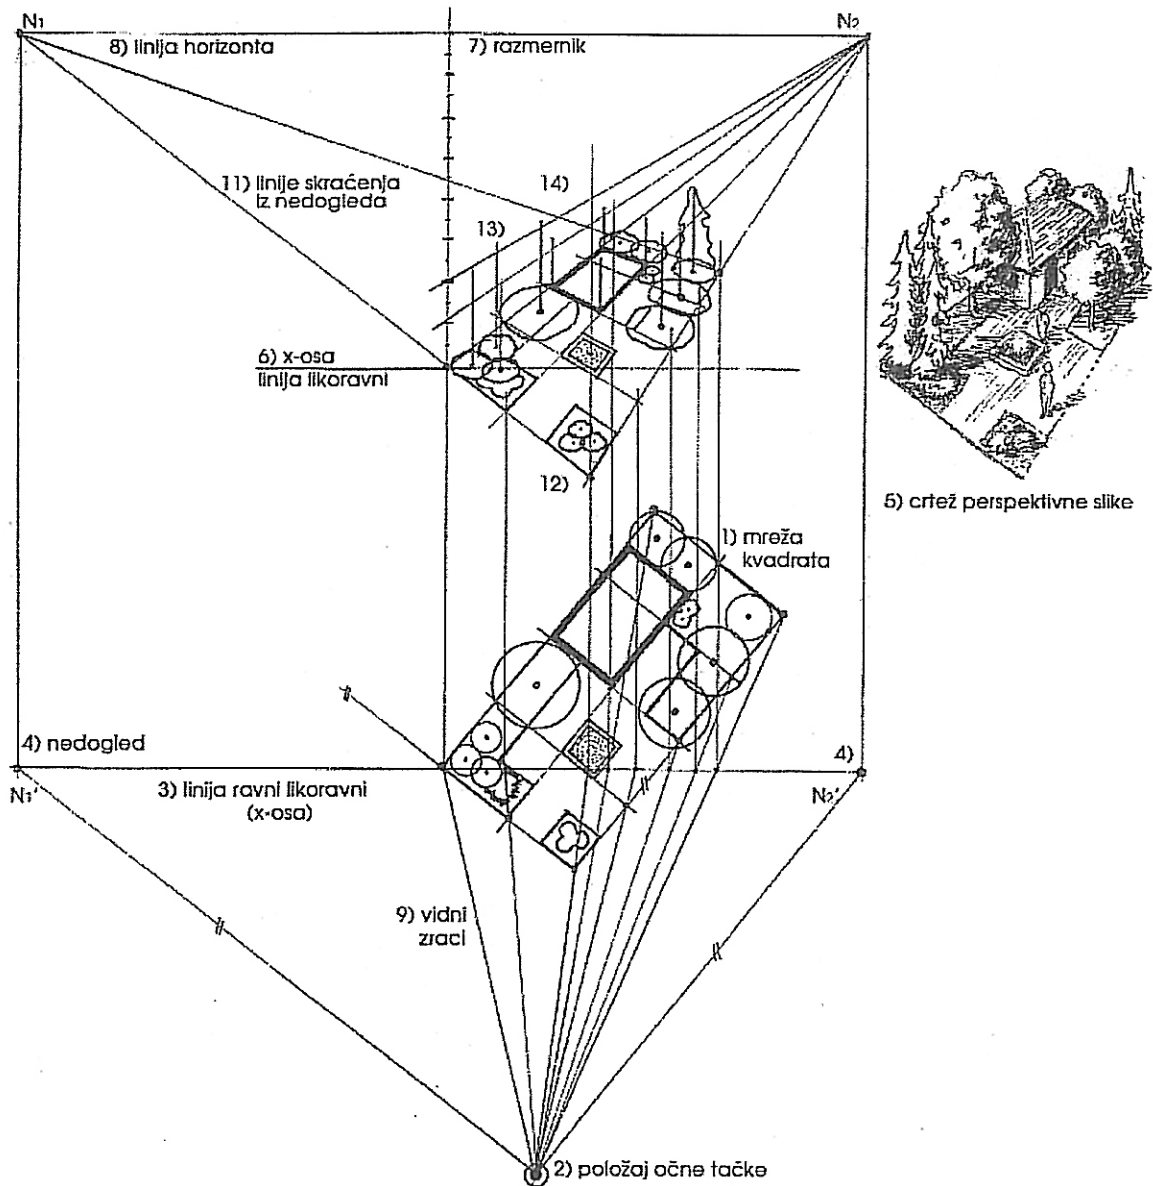 N1
N2
8) linija horizonta
7) razmernik
11) linije skraćenja
iz nedogleda
14)
13)
6) x-osa
linija likoravni
12)
5) crtež perspektivne slike
1) mreža
kvadrata
4) nedogled
4)
N1'
3) linija ravni likoravni
(x-osa)
N2'
9) vidni
zraci
2) položaj očne tačke